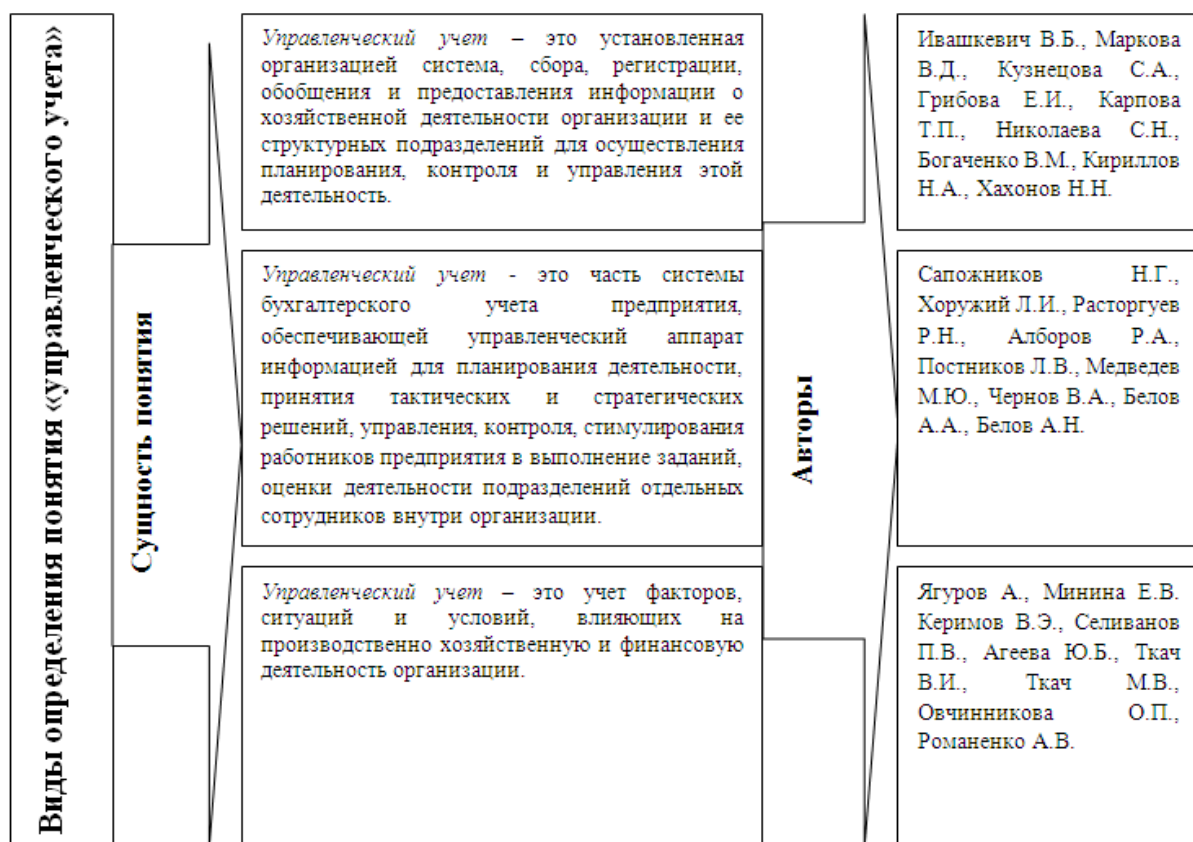 Виды определения понятия «управленческого учета»
Сущность понятия
Управленческий учет – это установленная
организацией система, сбора, регистрации,
обобщения и предоставления информации о
хозяйственной деятельности организации и ее
структурных подразделений для осуществления
планирования, контроля и управления этой
деятельность.
Управленческий учет - это часть системы
бухгалтерского учета предприятия,
обеспечивающей управленческий аппарат
информацией для планирования деятельности,
принятия тактических и стратегических
решений, управления, контроля, стимулирования
работников предприятия в выполнение заданий,
оценки деятельности подразделений отдельных
сотрудников внутри организации.
Управленческий учет – это учет факторов,
ситуаций и условий, влияющих на
производственно хозяйственную и финансовую
деятельность организации.
Авторы
Ивашкевич В.Б., Маркова
В.Д., Кузнецова С.А.,
Грибова Е.И., Карпова
Т.П., Николаева С.Н.,
Богаченко В.М., Кириллов
Н.А., Хахонов Н.Н.
Сапожников Н.Г.,
Хоружий Л.И., Расторгуев
Р.Н., Алборов Р.А.,
Постников Л.В., Медведев
М.Ю., Чернов В.А., Белов
А.А., Белов А.Н.
Ягуров А., Минина Е.В.
Керимов В.Э., Селиванов
П.В., Агеева Ю.Б., Ткач
В.И., Ткач М.В.,
Овчинникова О.П.,
Романенко А.В.